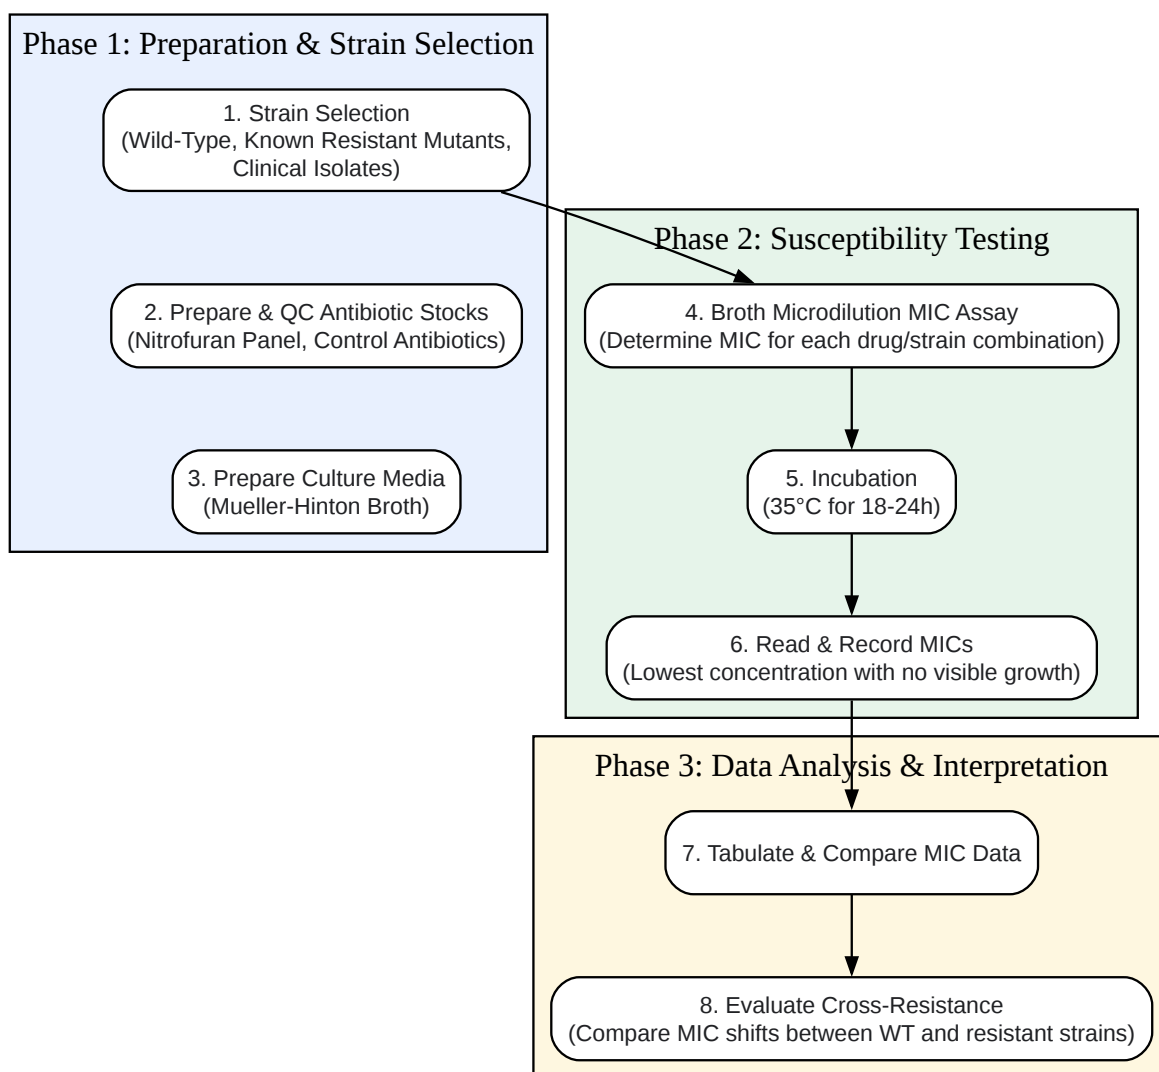 Phase 1: Preparation & Strain Selection
1. Strain Selection
(Wild-Type, Known Resistant Mutants,
Clinical Isolates)
2. Prepare & QC Antibiotic Stocks
(Nitrofuran Panel, Control Antibiotics)
3. Prepare Culture Media
(Mueller-Hinton Broth)
Phase 2: Susceptibility Testing
4. Broth Microdilution MIC Assay
(Determine MIC for each drug/strain combination)
5. Incubation
(35°C for 18-24h)
6. Read & Record MICs
(Lowest concentration with no visible growth)
Phase 3: Data Analysis & Interpretation
7. Tabulate & Compare MIC Data
8. Evaluate Cross-Resistance
(Compare MIC shifts between WT and resistant strains)